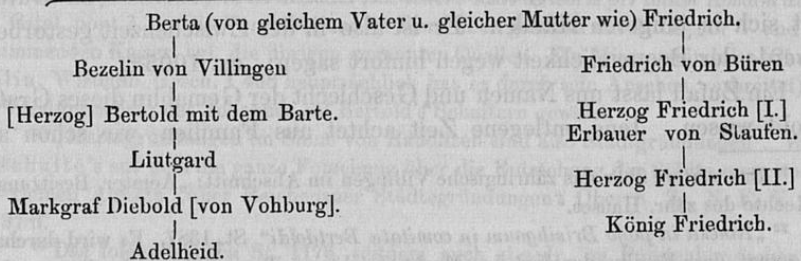 Berta (von gleichem Vater u. gleicher Mutter wie) Friedrich.
Bezelin von Villingen
[Herzog] Bertold mit dem Barte.
Liutgard
Markgraf Diebold [von Vohburg].
Adelheid.
Friedrich von Büren
Herzog Friedrich [I.]
Erbauer von Staufen.
Herzog Friedrich [II.]
König Friedrich.